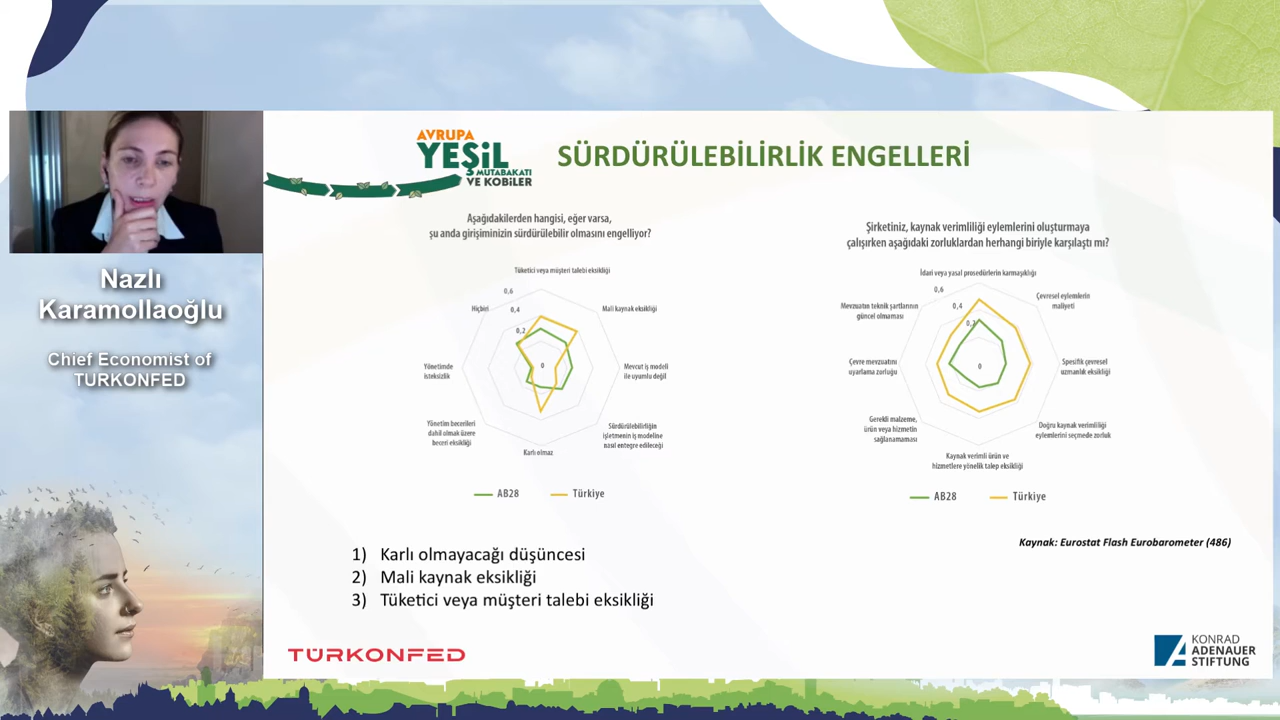 AVRUPA
YEŞİL
MUTABAKATI
VE KOBİLER
SÜRDÜRÜLEBİLİRLİK ENGELLERİ
Nazlı
Karamollaoğlu
Chief Economist of
TURKONFED
Aşağıdakilerden hangisi, eğer varsa,
şu anda girişiminizin sürdürülebilir olmasını engelliyor?
Tüketici veya müşteri talebi eksikliği
0,6
0,4
0,2
0
Hiçbiri
Mali kaynak eksikliği
Yönetimde
isteksizlik
Mevcut iş modeli
ile uyumlu değil
Yönetim becerileri
dahil olmak üzere
beceri eksikliği
Sürdürülebilirliğin
işletmenin iş modeline
nasıl entegre edileceği
Karlı olmaz
AB28
Türkiye
Şirketiniz, kaynak verimliliği eylemlerini oluşturmaya
çalışırken aşağıdaki zorluklardan herhangi biriyle karşılaştı mı?
İdari veya yasal prosedürlerin karmaşıklığı
0,6
0,4
0,2
0
Mevzuatın teknik şartlarının
güncel olmaması
Çevresel eylemlerin
maliyeti
Çevre mevzuatını
uyarlama zorluğu
Spesifik çevresel
uzmanlık eksikliği
Gerekli malzeme,
ürün veya hizmetin
sağlanamaması
Doğru kaynak verimliliği
eylemlerini seçmede zorluk
Kaynak verimli ürün ve
hizmetlere yönelik talep eksikliği
AB28
Türkiye
Kaynak: Eurostat Flash Eurobarometer (486)
1) Karlı olmayacağı düşüncesi
2) Mali kaynak eksikliği
3) Tüketici veya müşteri talebi eksikliği
TÜRKONFED
KONRAD
ADENAUER
STIFTUNG